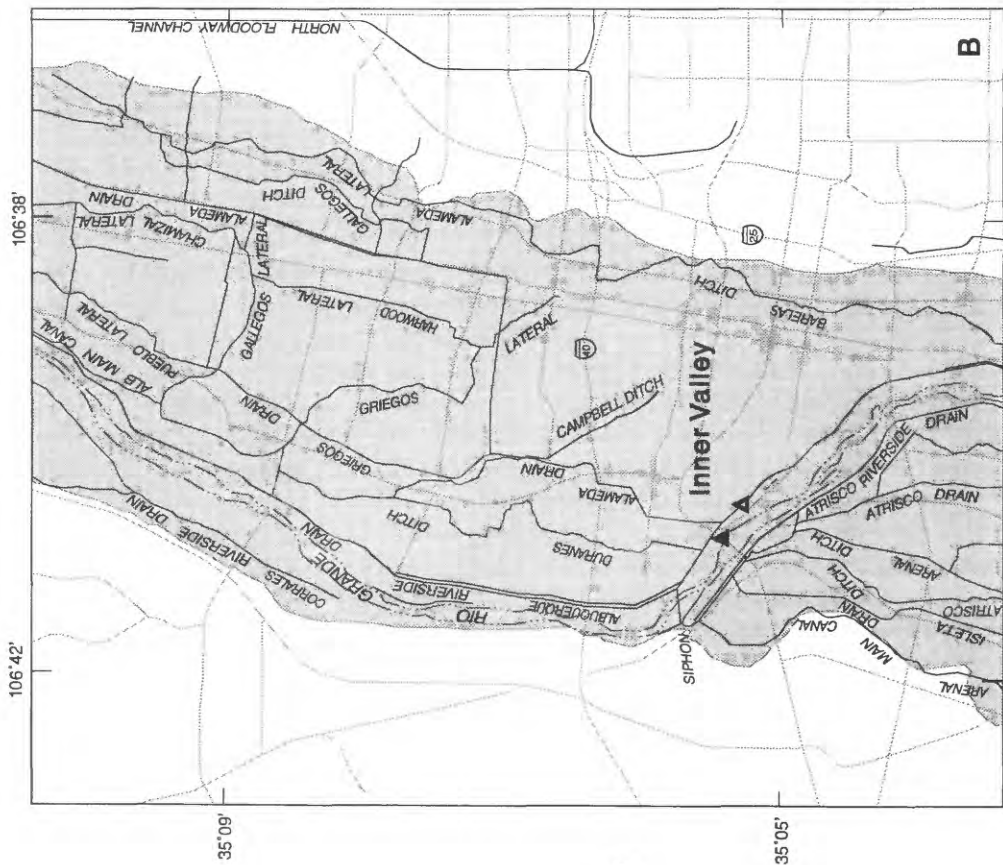 106°38'
106°42'
35°09'
35°05'
B
NORTH FLOODWAY CHANNEL
ALAMEDA DRAIN
CHAMIZAL LATERAL
GALLEGOS LATERAL
DITCH
GALLEGOS
LATERAL
ALAMEDA
HARWOOD LATERAL
LATERAL
PUEBLO LATERAL
ALB MAIN CANAL
GRIEGOS DRAIN
GRIEGOS
DITCH
BARELAS
25
40
CAMPBELL DITCH
Inner Valley
ALAMEDA DRAIN
DURANES DITCH
ALBUQUERQUE RIVERSIDE DRAIN
RIO GRANDE
CORRALES RIVERSIDE DRAIN
SIPHON
ATRISCO RIVERSIDE DRAIN
ATRISCO DRAIN
ARENAL DITCH
ATRISCO DITCH
ISLETA DRAIN
ARENAL MAIN CANAL